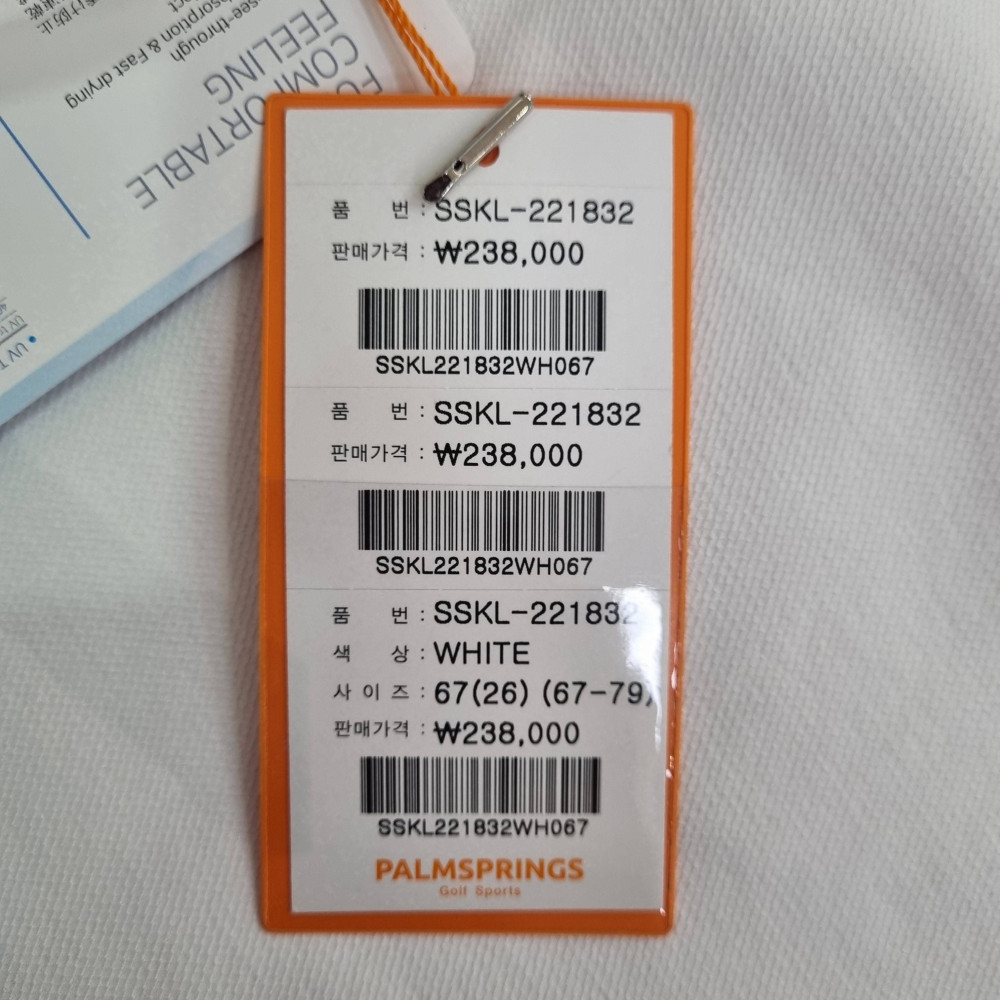 FOR
COMFORTABLE
FEELING
see-through
Absorption & Fast drying
품 번 : SSKL-221832
판매가격 : ₩238,000
SSKL221832WH067
품 번 : SSKL-221832
판매가격 : ₩238,000
SSKL221832WH067
품 번 : SSKL-221832
색 상 : WHITE
사 이 즈 : 67(26) (67-79)
판매가격 : ₩238,000
SSKL221832WH067
PALMSPRINGS
Golf Sports